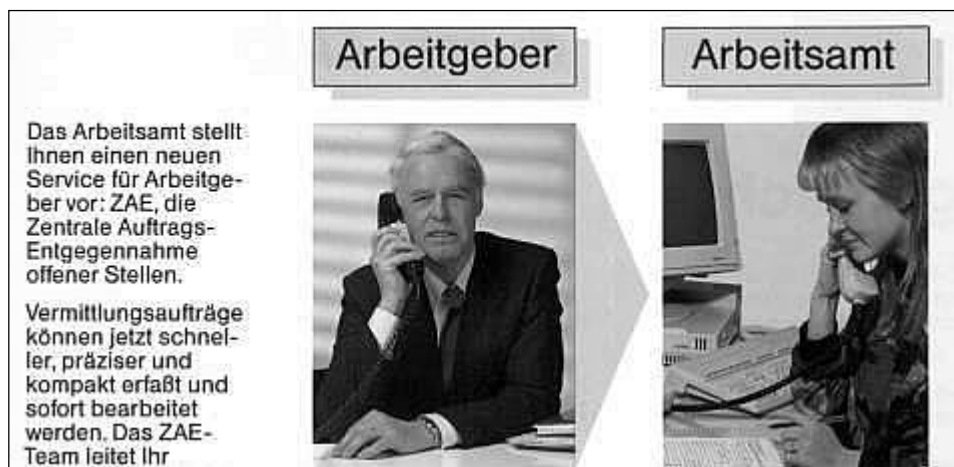 Arbeitgeber
Arbeitsamt
Das Arbeitsamt stellt
Ihnen einen neuen
Service für Arbeitge-
ber vor: ZAE, die
Zentrale Auftrags-
Entgegennahme
offener Stellen.
Vermittlungsaufträge
können jetzt schnel-
ler, präziser und
kompakt erfaßt und
sofort bearbeitet
werden. Das ZAE-
Team leitet Ihr